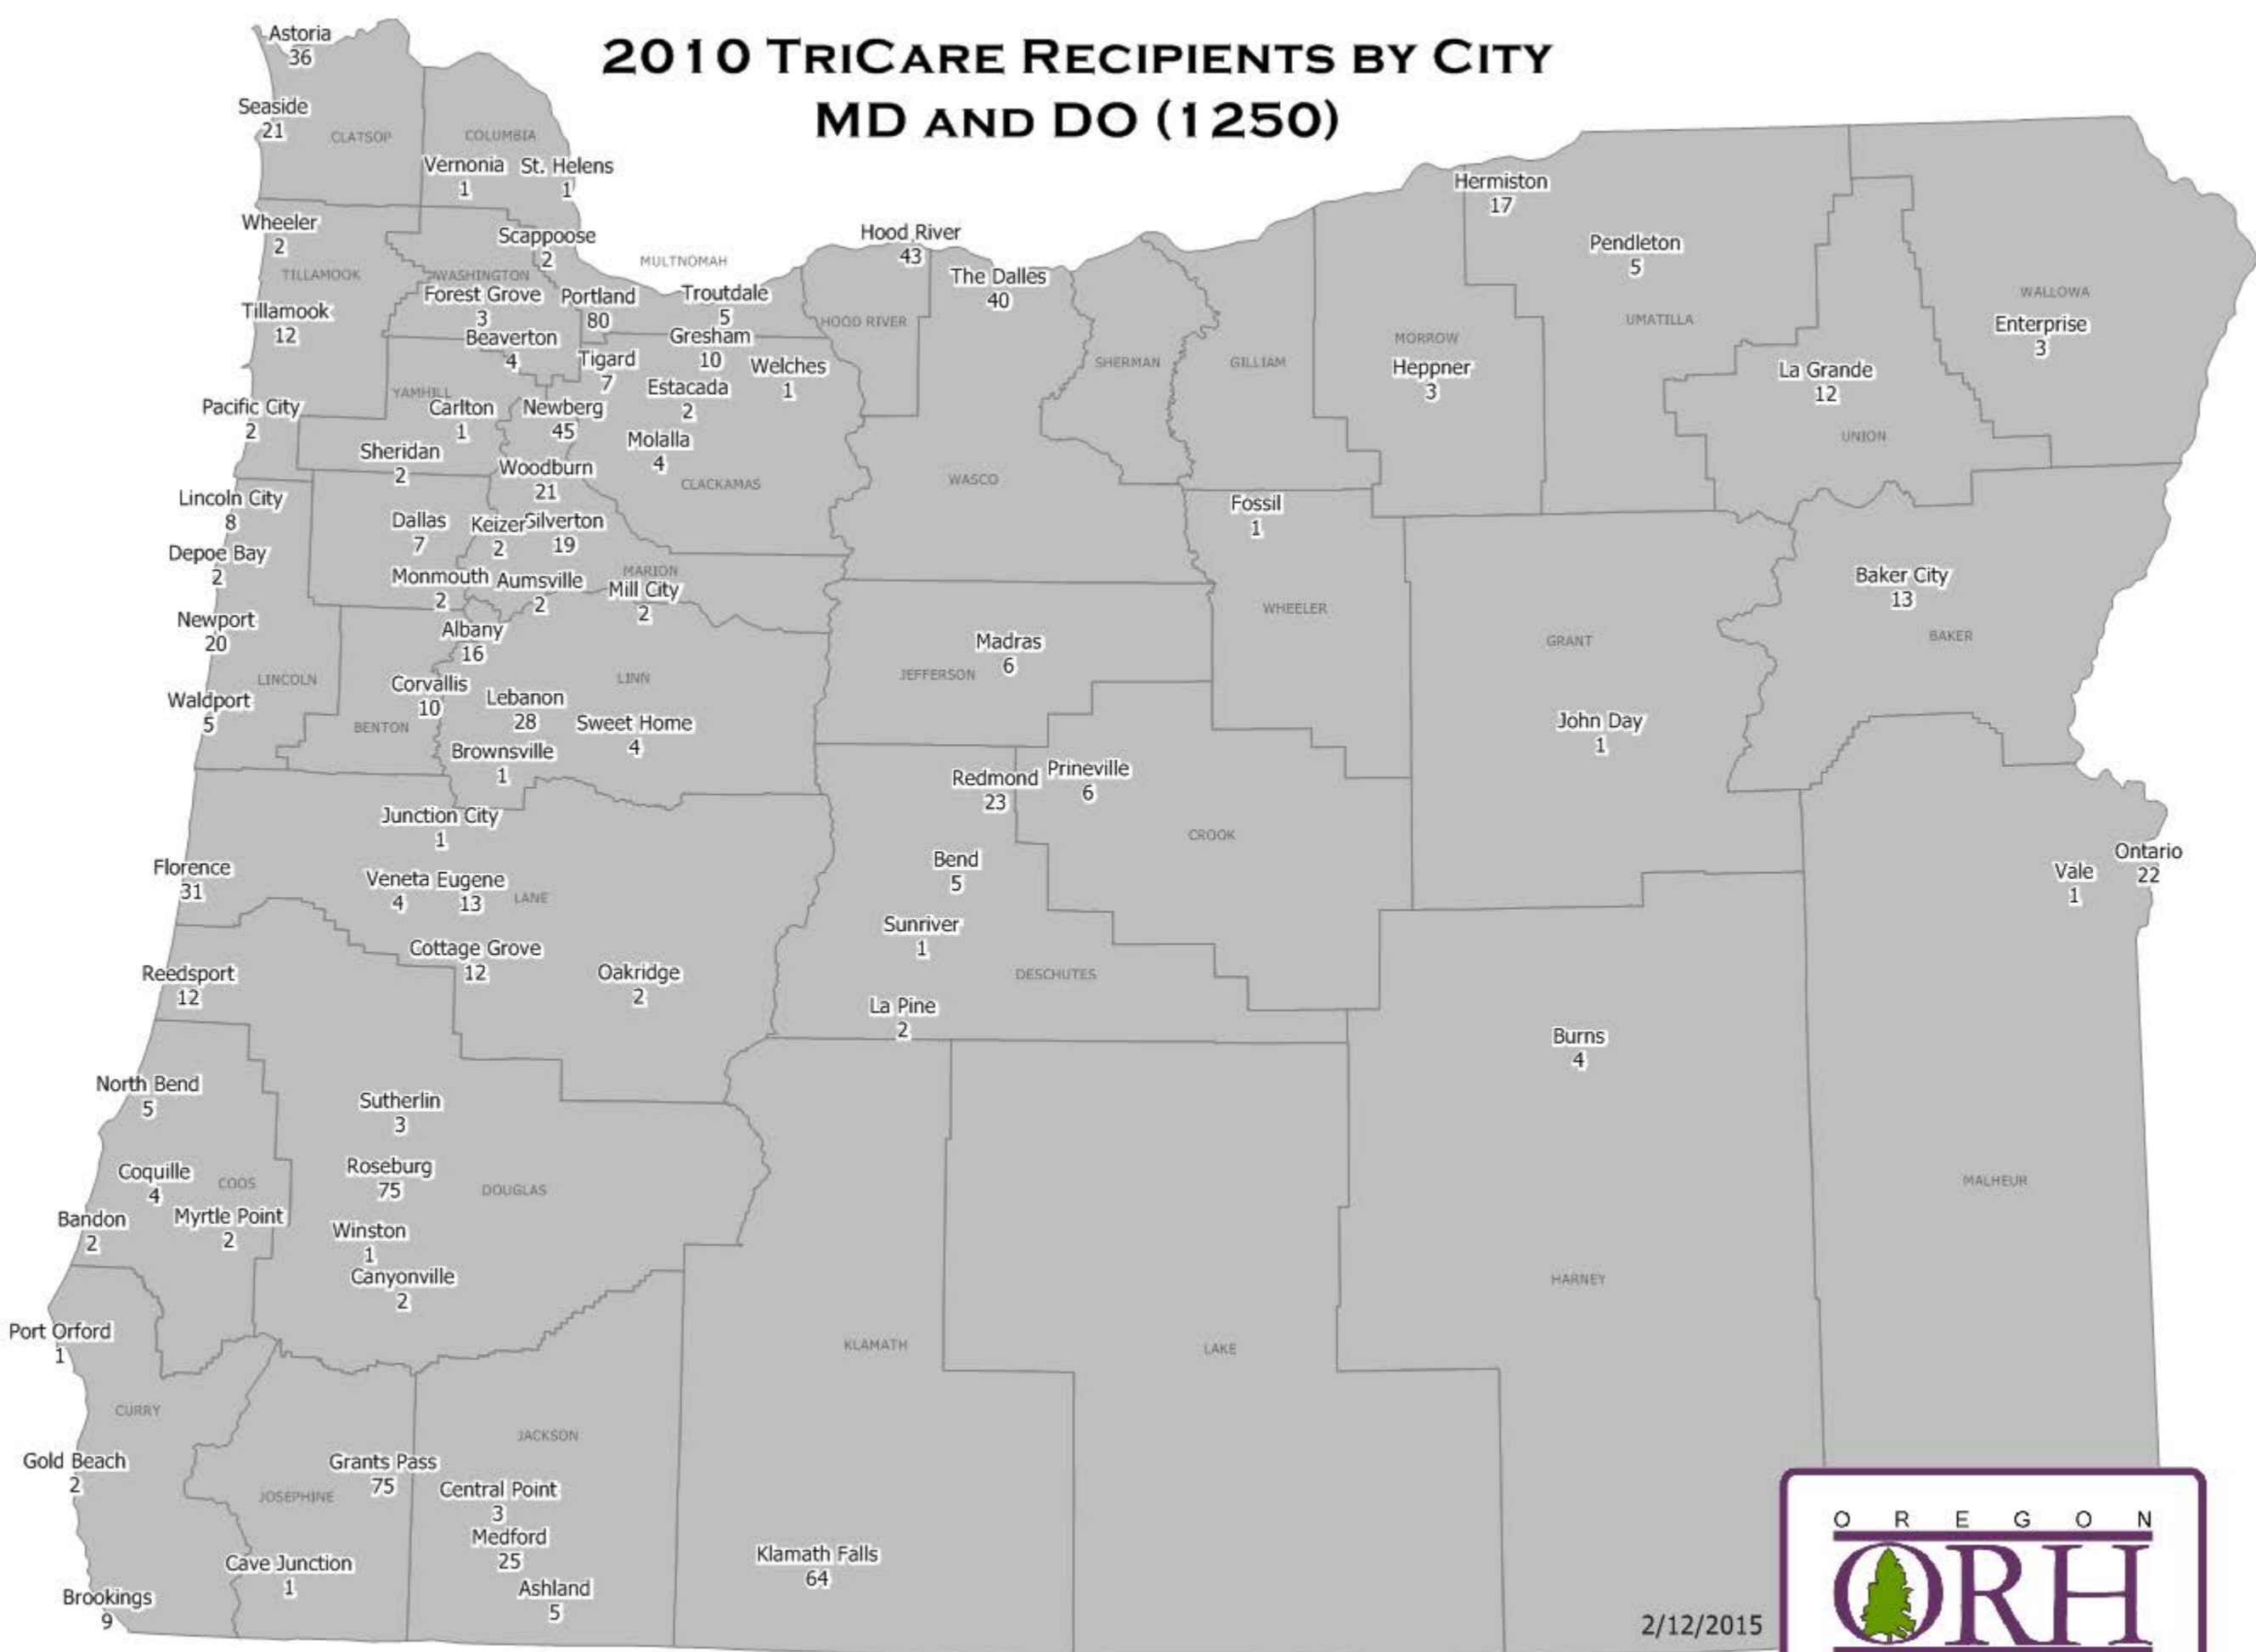 2010 TriCare Recipients by City
MD and DO (1250)
Astoria
36
Seaside
21
CLATSOP
COLUMBIA
Vernonia
1
St. Helens
1
Wheeler
2
Scappoose
2
MULTNOMAH
TILLAMOOK
WASHINGTON
Forest Grove
3
Portland
80
Troutdale
5
Tillamook
12
Beaverton
4
Tigard
7
Gresham
10
Welches
1
Estacada
2
YAMHILL
Pacific City
2
Carlton
1
Newberg
45
Molalla
4
Sheridan
2
Woodburn
21
CLACKAMAS
Hood River
43
HOOD RIVER
The Dalles
40
WASCO
SHERMAN
GILLIAM
Hermiston
17
Pendleton
5
UMATILLA
MORROW
Heppner
3
WALLOWA
Enterprise
3
La Grande
12
UNION
Lincoln City
8
Dallas
7
Keizer
2
Silverton
19
Depoe Bay
2
Monmouth
2
Aumsville
2
MARION
Mill City
2
Newport
20
Albany
16
LINCOLN
Corvallis
10
LINN
Waldport
5
BENTON
Lebanon
28
Sweet Home
4
Brownsville
1
Fossil
1
WHEELER
Madras
6
JEFFERSON
GRANT
John Day
1
Baker City
13
BAKER
Redmond
23
Prineville
6
CROOK
Bend
5
Sunriver
1
DESCHUTES
La Pine
2
Junction City
1
Florence
31
Veneta
4
Eugene
13
LANE
Cottage Grove
12
Oakridge
2
Reedsport
12
Vale
1
Ontario
22
Burns
4
MALHEUR
HARNEY
North Bend
5
Sutherlin
3
Coquille
4
COOS
Roseburg
75
DOUGLAS
Bandon
2
Myrtle Point
2
Winston
1
Canyonville
2
Port Orford
1
KLAMATH
LAKE
CURRY
JACKSON
Gold Beach
2
Grants Pass
75
JOSEPHINE
Central Point
3
Medford
25
Cave Junction
1
Ashland
5
Brookings
9
Klamath Falls
64
2/12/2015
OREGON
ORH